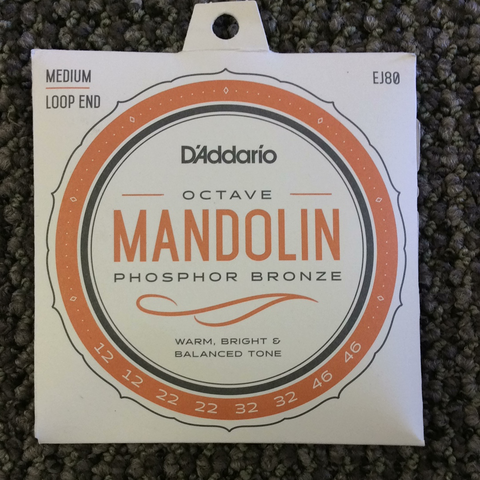 MEDIUM
LOOP END
EJ80
D'Addario
OCTAVE
MANDOLIN
PHOSPHOR BRONZE
WARM, BRIGHT &
BALANCED TONE
12 12 22 22 32 32 46 46